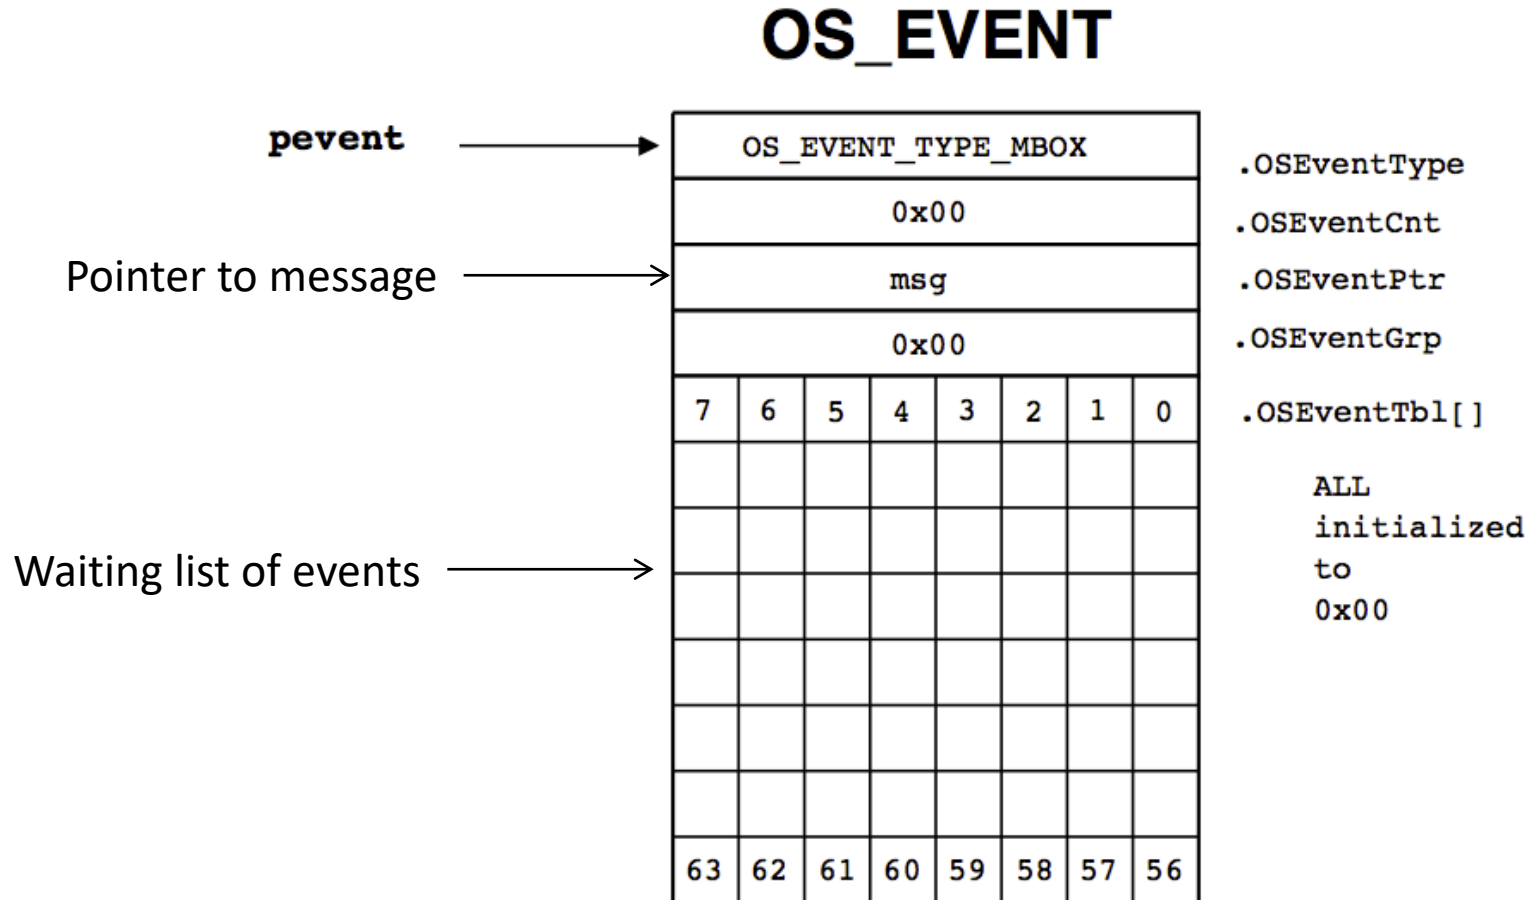 OS_EVENT
pevent
OS_EVENT_TYPE_MBOX
.OSEventType
0x00
.OSEventCnt
Pointer to message
msg
.OSEventPtr
0x00
.OSEventGrp
7 6 5 4 3 2 1 0
.OSEventTbl[]
ALL
initialized
to
0x00
Waiting list of events
63 62 61 60 59 58 57 56